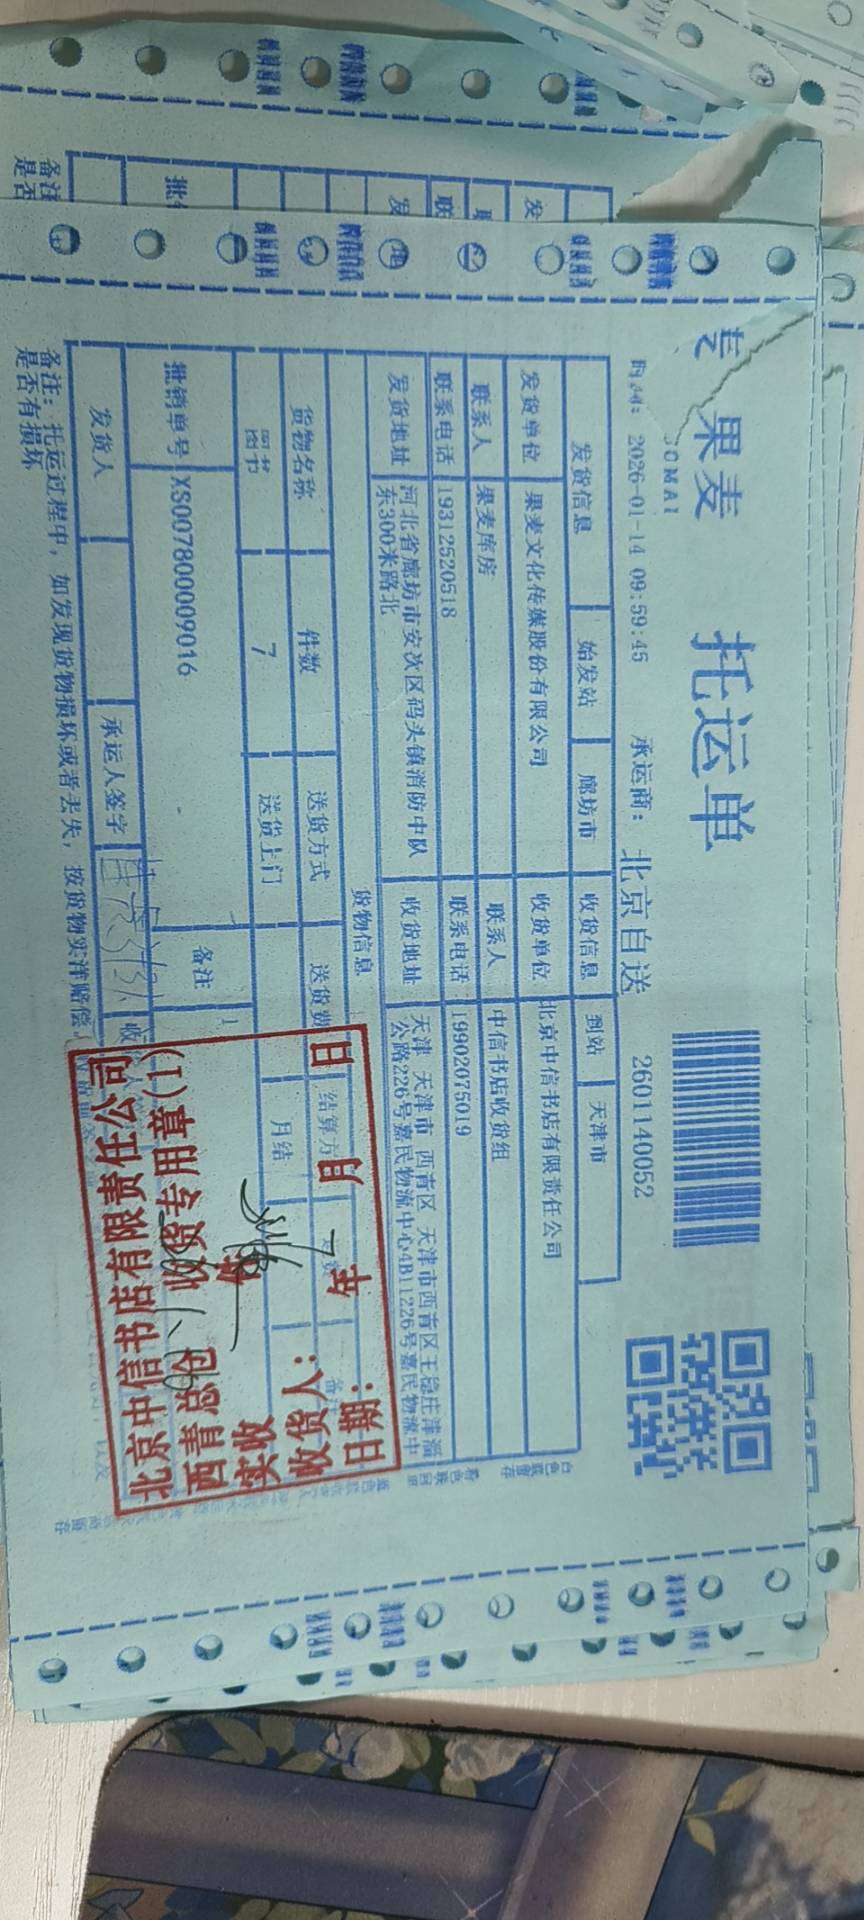 果麦
托运单
2026-01-14 09:59:45
承运商：
北京自送
2601140052
发货信息
始发站
廊坊市
收货信息
到站
天津市
发货单位
果麦文化传媒股份有限公司
收货单位
北京中信书店有限责任公司
联系人
果麦库房
联系人
中信书店收货组
联系电话
19312520518
联系电话
19902075019
发货地址
河北省廊坊市安次区码头镇消防中队
东300米路北
收货地址
天津 天津市 西青区 天津市西青区王稳庄津淄
公路226号嘉民物流中心4B11226号嘉民物流中
货物信息
货物名称
件数
送货方式
送货费
结算方
图书
7
送货上门
月结
批销单号
XS007800009016
备注
1
发货人
承运人签字
备注：托运过程中，如发现货物损坏或者丢失，按货物实洋赔偿
是否有损坏
北京中信书店有限责任公司
西青总仓 收货专用章(1)
实收
件
收货人：
日期：
年
月
日
7